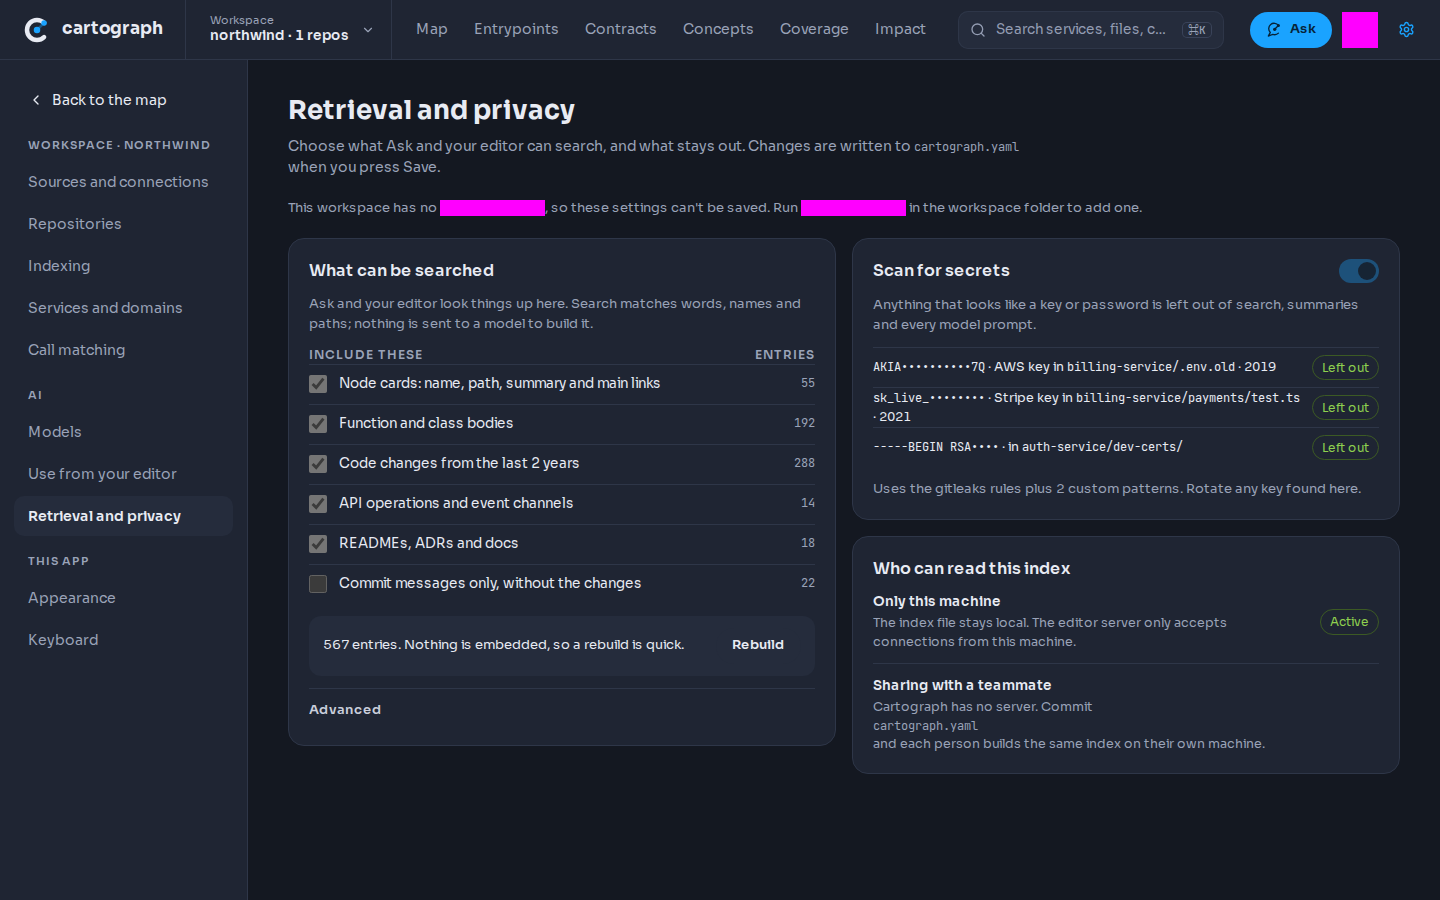 cartograph
Workspace
northwind · 1 repos
Map
Entrypoints
Contracts
Concepts
Coverage
Impact
Search services, files, c...
⌘K
Ask
Back to the map
WORKSPACE · NORTHWIND
Sources and connections
Repositories
Indexing
Services and domains
Call matching
AI
Models
Use from your editor
Retrieval and privacy
THIS APP
Appearance
Keyboard
Retrieval and privacy
Choose what Ask and your editor can search, and what stays out. Changes are written to cartograph.yaml
when you press Save.
This workspace has no , so these settings can't be saved. Run in the workspace folder to add one.
What can be searched
Ask and your editor look things up here. Search matches words, names and
paths; nothing is sent to a model to build it.
INCLUDE THESE ENTRIES
Node cards: name, path, summary and main links 55
Function and class bodies 192
Code changes from the last 2 years 288
API operations and event channels 14
READMEs, ADRs and docs 18
Commit messages only, without the changes 22
567 entries. Nothing is embedded, so a rebuild is quick. Rebuild
Advanced
Scan for secrets
Anything that looks like a key or password is left out of search, summaries
and every model prompt.
AKIA••••••••••7Q · AWS key in billing-service/.env.old · 2019 Left out
sk_live_•••••••• · Stripe key in billing-service/payments/test.ts
· 2021 Left out
-----BEGIN RSA•••• · in auth-service/dev-certs/ Left out
Uses the gitleaks rules plus 2 custom patterns. Rotate any key found here.
Who can read this index
Only this machine
The index file stays local. The editor server only accepts
connections from this machine.
Active
Sharing with a teammate
Cartograph has no server. Commit
cartograph.yaml
and each person builds the same index on their own machine.